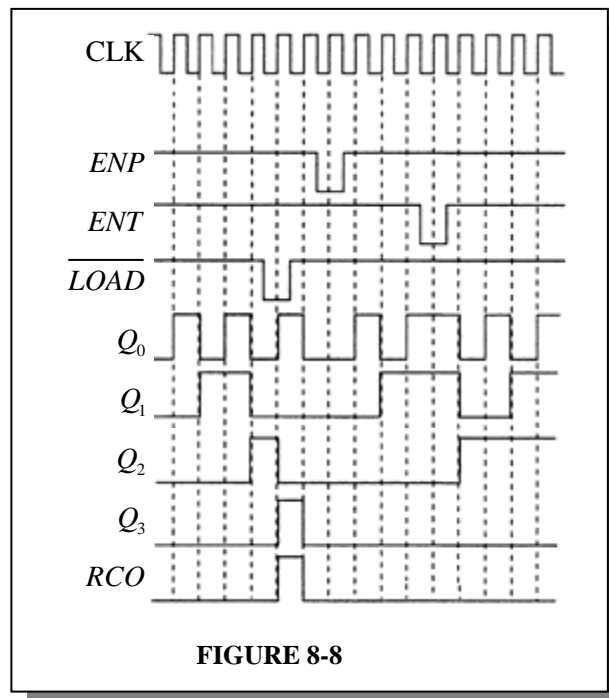 CLK
ENP
ENT
LOAD
Q0
Q1
Q2
Q3
RCO
FIGURE 8-8